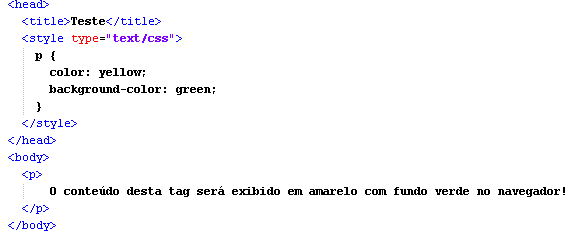 <head>
<title>Teste</title>
<style type="text/css">
p {
color: yellow;
background-color: green;
}
</style>
</head>
<body>
<p>
O conteúdo desta tag será exibido em amarelo com fundo verde no navegador!
</p>
</body>